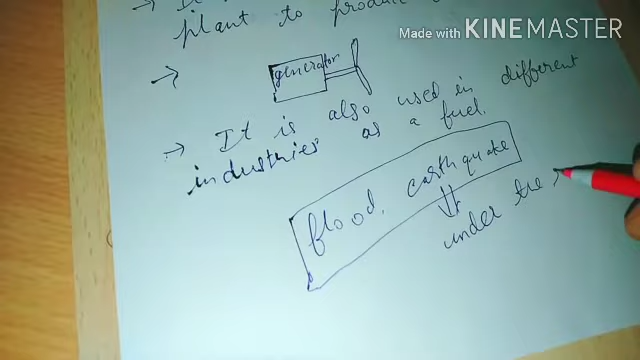 → It
plant to produce
Made with KINEMASTER
→ generator
→ It is also used in different
industries as a fuel.
flood, earthquake
under the